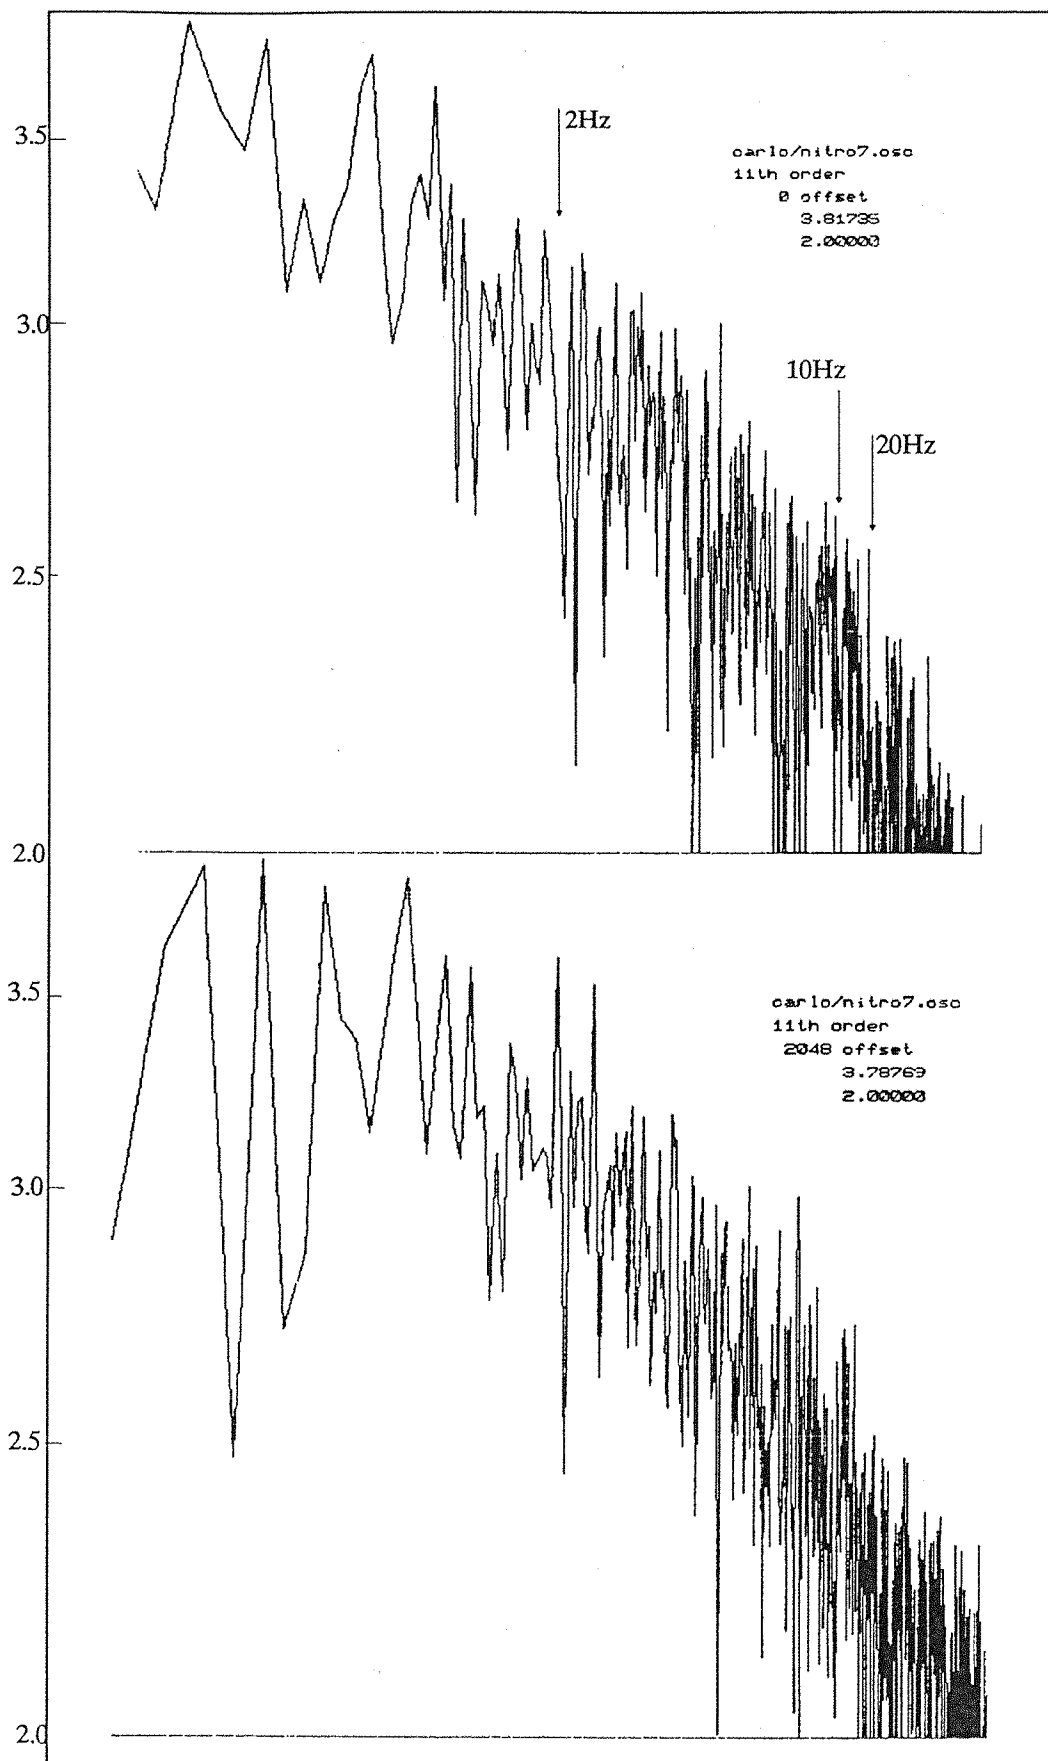 3.5
2Hz
carlo/nitro7.osc
11th order
0 offset
3.81735
2.00000
3.0
10Hz
20Hz
2.5
2.0
3.5
carlo/nitro7.osc
11th order
2048 offset
3.78769
2.00000
3.0
2.5
2.0